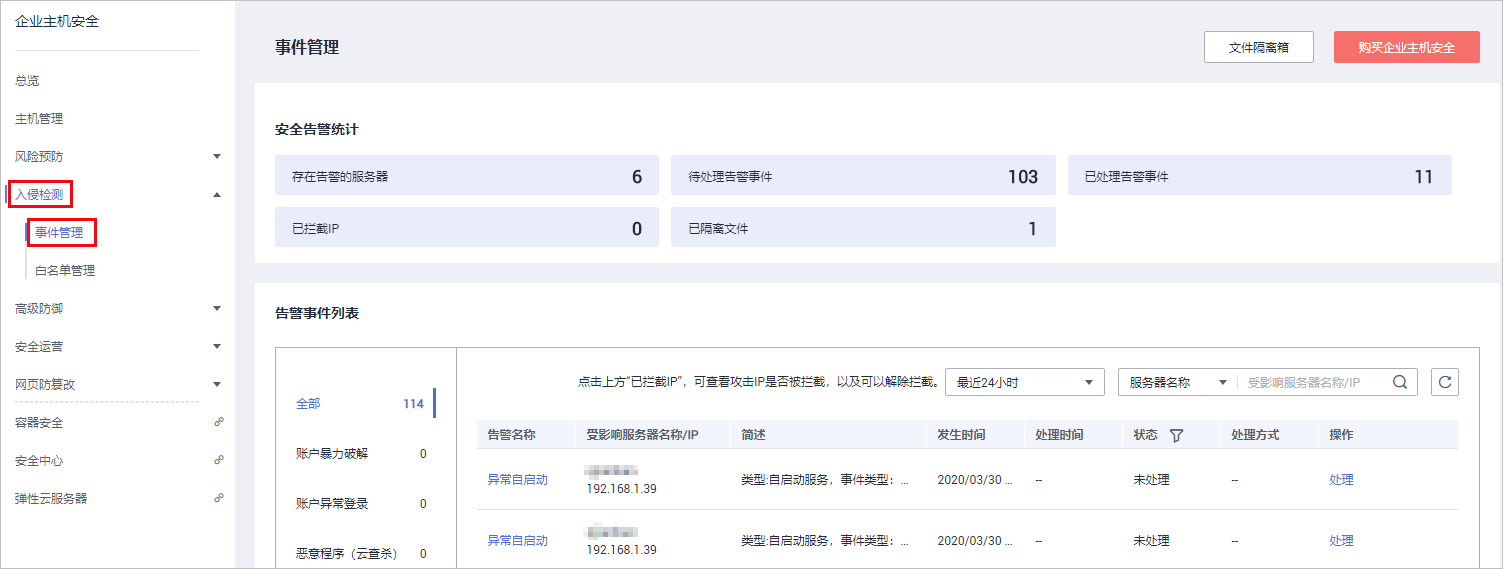 企业主机安全
总览
主机管理
风险预防
入侵检测
事件管理
白名单管理
高级防御
安全运营
网页防篡改
容器安全
安全中心
弹性云服务器
事件管理
文件隔离箱
购买企业主机安全
安全告警统计
存在告警的服务器 6
待处理告警事件 103
已处理告警事件 11
已拦截IP 0
已隔离文件 1
告警事件列表
全部 114
账户暴力破解 0
账户异常登录 0
恶意程序（云查杀） 0
点击上方“已拦截IP”，可查看攻击IP是否被拦截，以及可以解除拦截。
最近24小时
服务器名称
受影响服务器名称/IP
告警名称 受影响服务器名称/IP 简述 发生时间 处理时间 状态 处理方式 操作
异常自启动 192.168.1.39 类型:自启动服务，事件类型：... 2020/03/30 ... -- 未处理 -- 处理
异常自启动 192.168.1.39 类型:自启动服务，事件类型：... 2020/03/30 ... -- 未处理 -- 处理